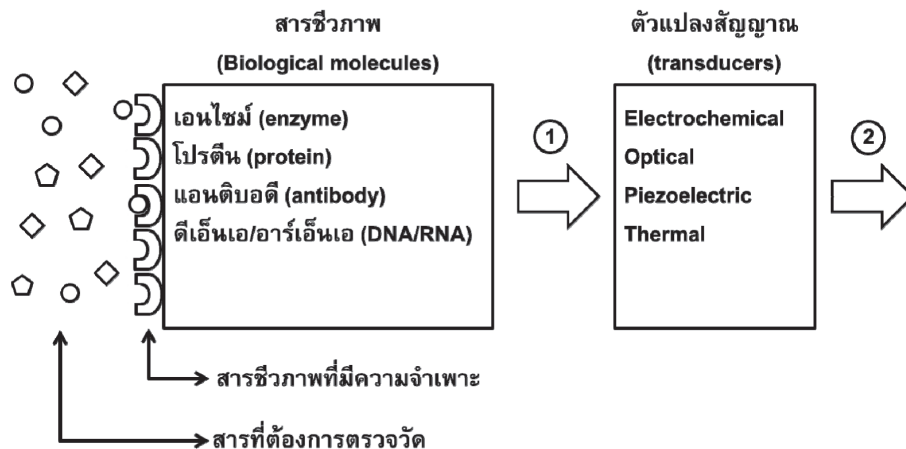 สารชีวภาพ
(Biological molecules)
ตัวแปลงสัญญาณ
(transducers)
เอนไซม์ (enzyme)
โปรตีน (protein)
แอนติบอดี (antibody)
ดีเอ็นเอ/อาร์เอ็นเอ (DNA/RNA)
1
Electrochemical
Optical
Piezoelectric
Thermal
2
สารชีวภาพที่มีความจำเพาะ
สารที่ต้องการตรวจวัด